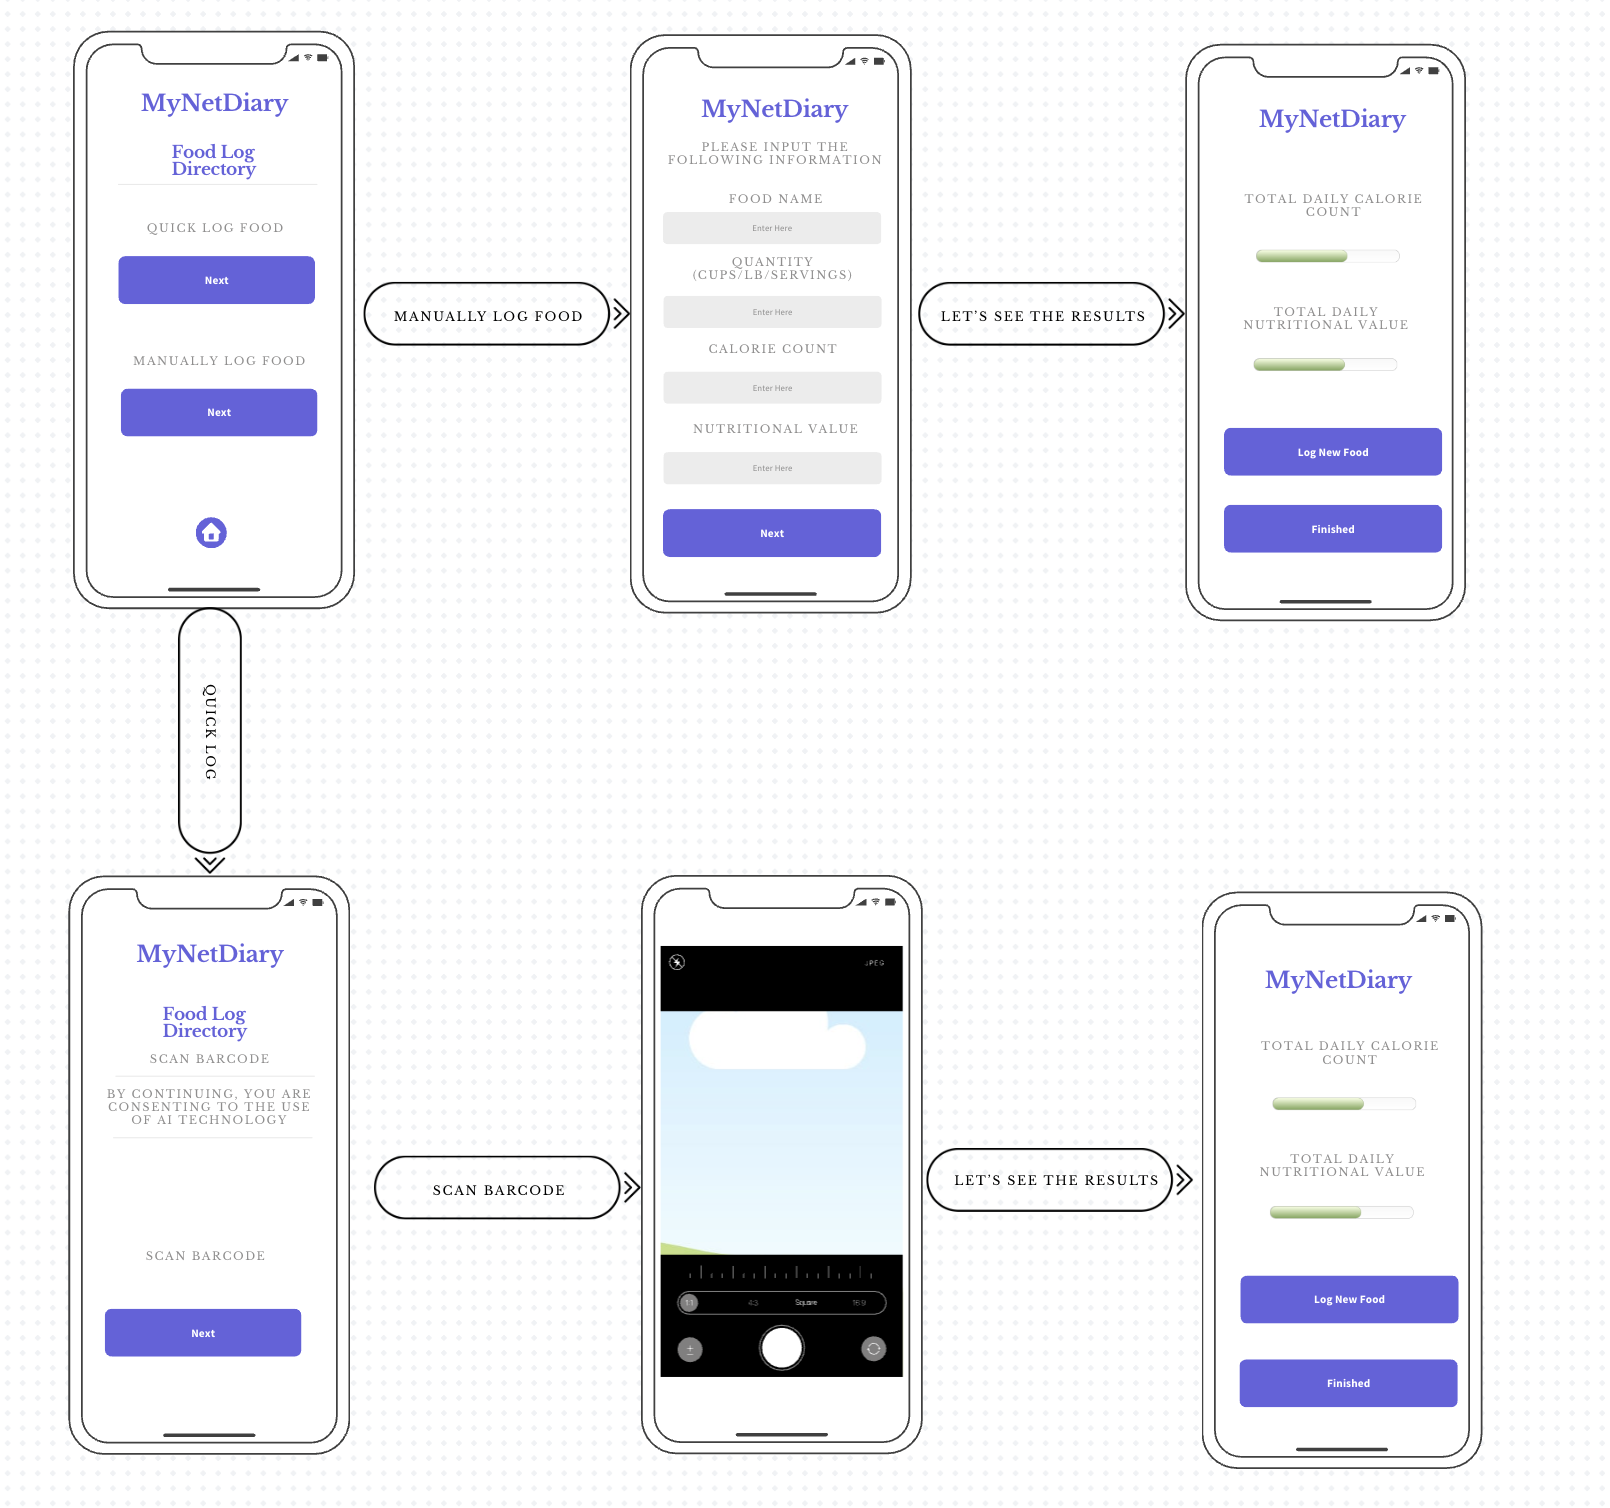 MyNetDiary
Food Log
Directory
QUICK LOG FOOD
Next
MANUALLY LOG FOOD
Next
MANUALLY LOG FOOD
MyNetDiary
PLEASE INPUT THE
FOLLOWING INFORMATION
FOOD NAME
Enter Here
QUANTITY
(CUPS/LB/SERVINGS)
Enter Here
CALORIE COUNT
Enter Here
NUTRITIONAL VALUE
Enter Here
Next
LET'S SEE THE RESULTS
MyNetDiary
TOTAL DAILY CALORIE
COUNT
TOTAL DAILY
NUTRITIONAL VALUE
Log New Food
Finished
QUICK LOG
MyNetDiary
Food Log
Directory
SCAN BARCODE
BY CONTINUING, YOU ARE
CONSENTING TO THE USE
OF AI TECHNOLOGY
SCAN BARCODE
Next
SCAN BARCODE
JPEG
1:1 4:3 Square 16:9
LET'S SEE THE RESULTS
MyNetDiary
TOTAL DAILY CALORIE
COUNT
TOTAL DAILY
NUTRITIONAL VALUE
Log New Food
Finished